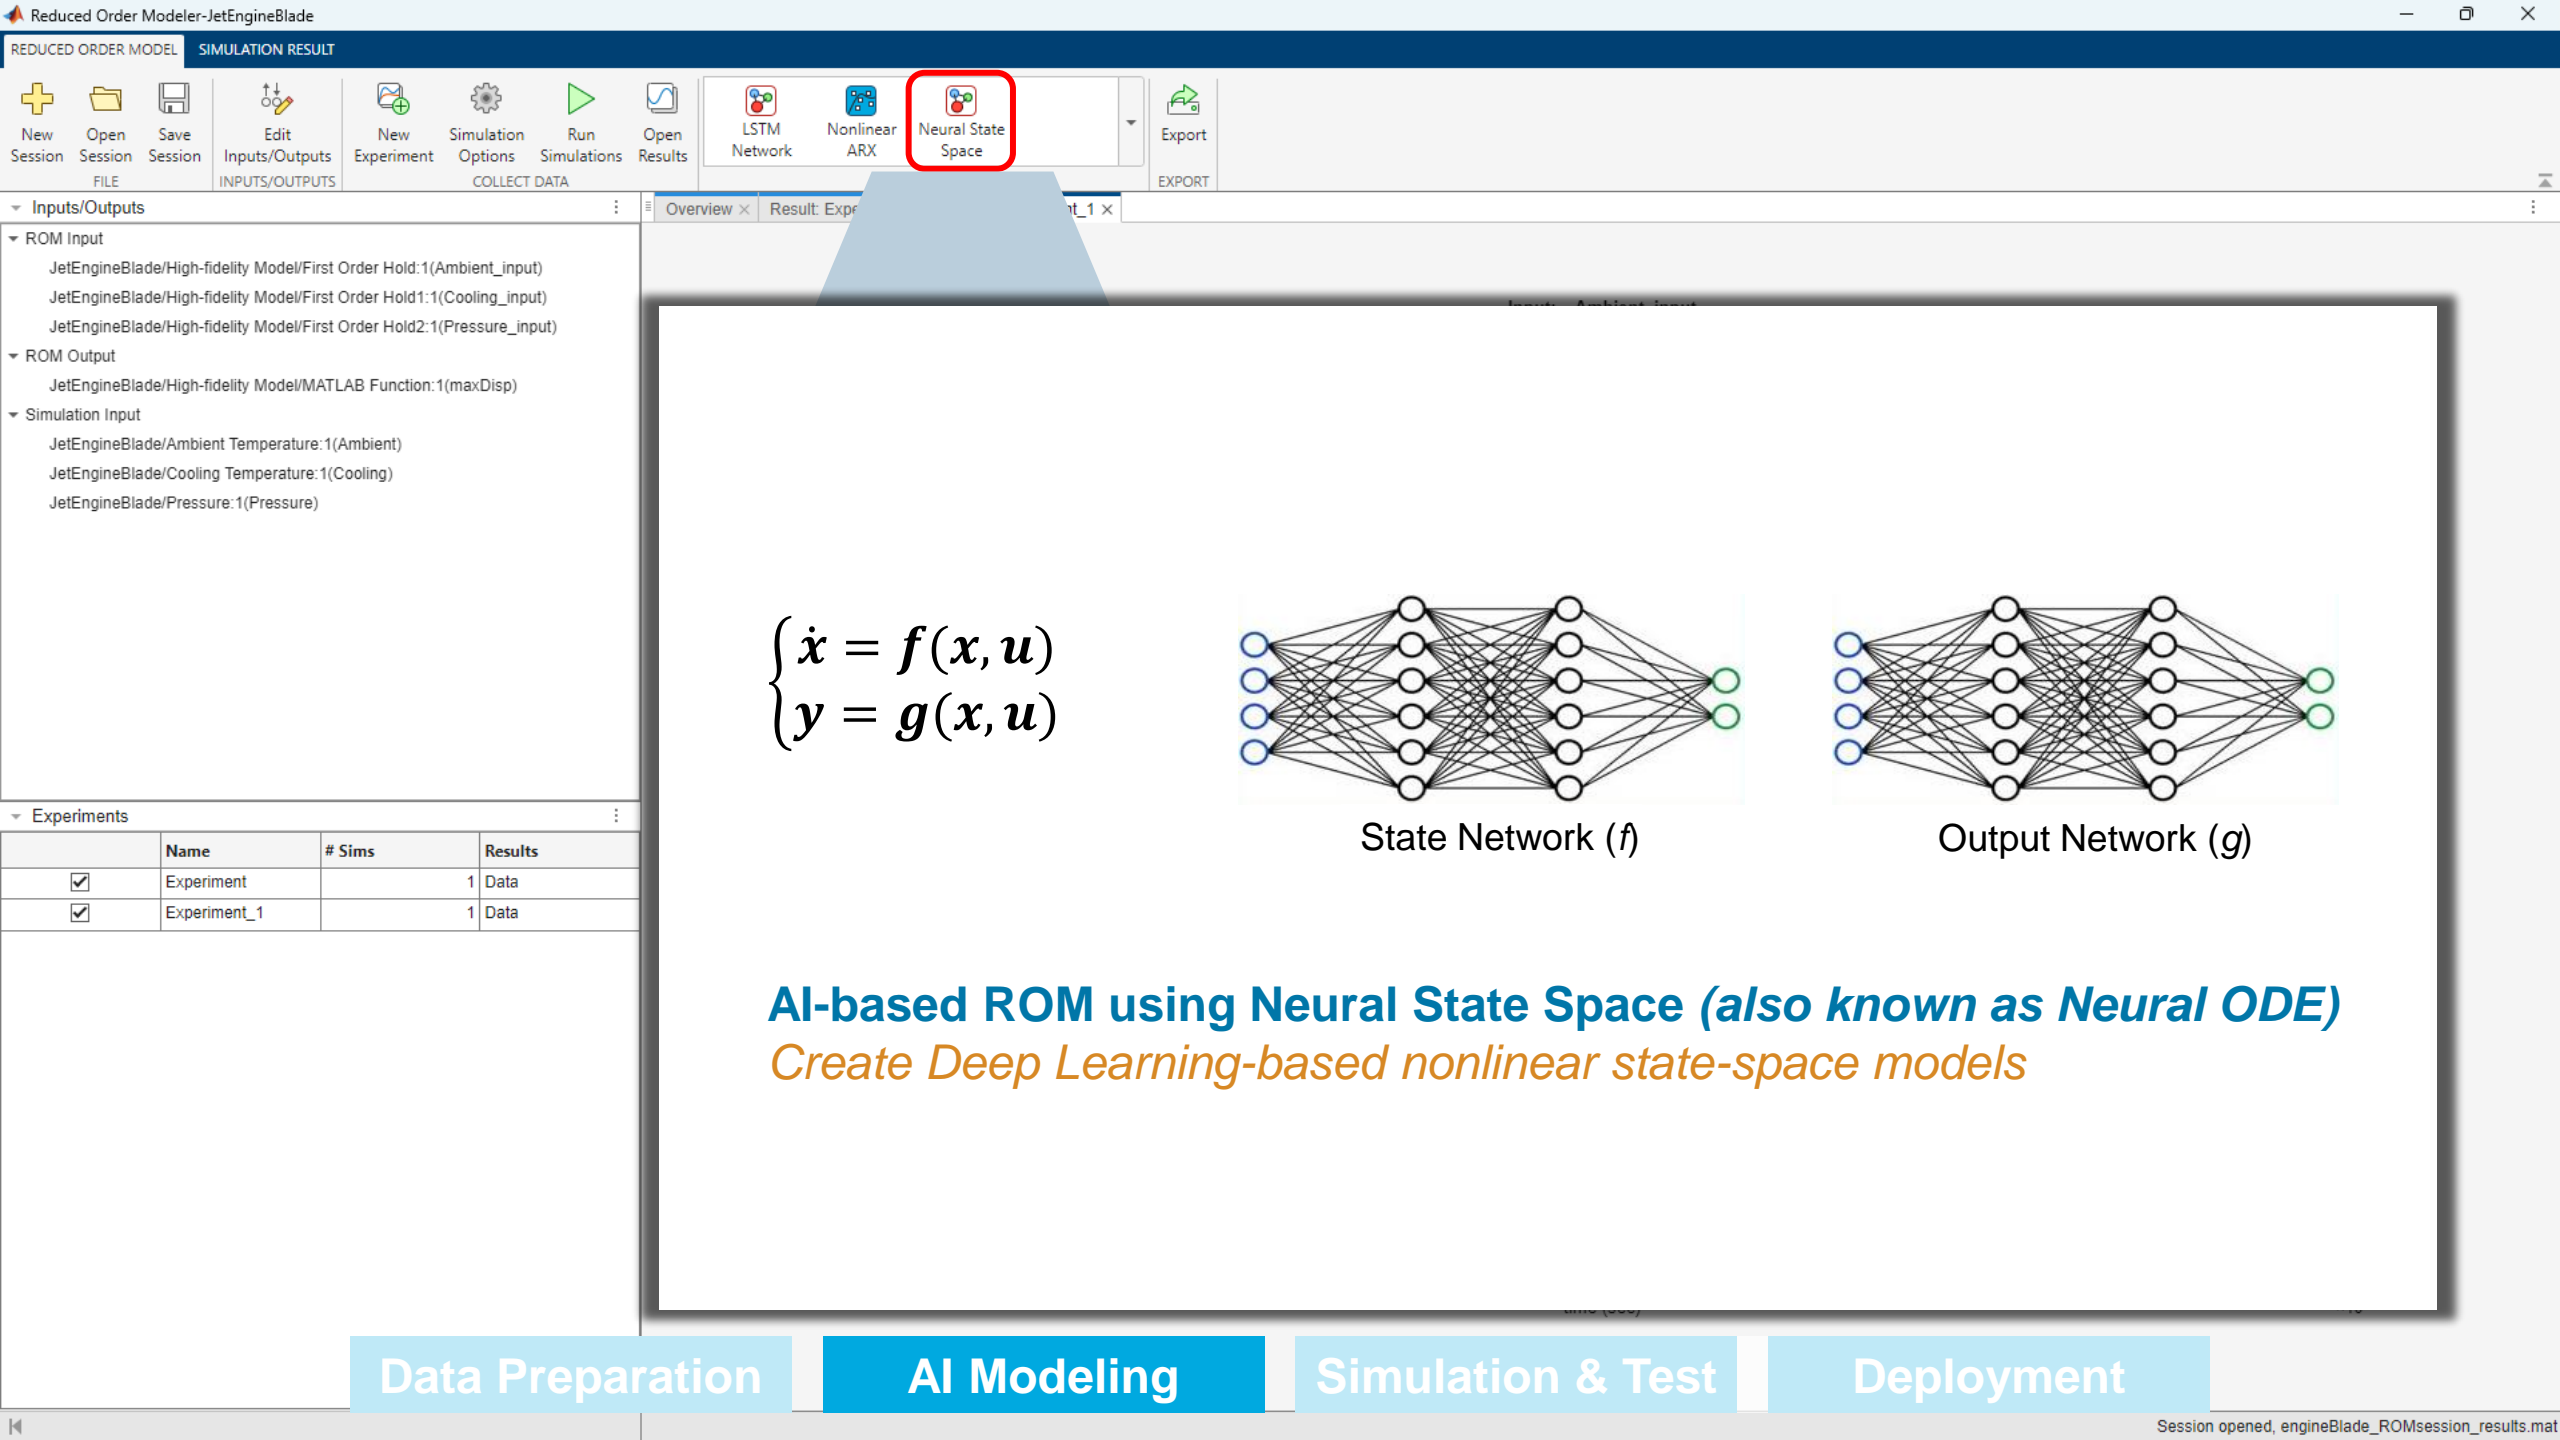 Reduced Order Modeler-JetEngineBlade
REDUCED ORDER MODEL SIMULATION RESULT
New Session
Open Session
Save Session
FILE
Edit Inputs/Outputs
INPUTS/OUTPUTS
New Experiment
Simulation Options
Run Simulations
Open Results
COLLECT DATA
LSTM Network
Nonlinear ARX
Neural State Space
Export
EXPORT
Inputs/Outputs
ROM Input
JetEngineBlade/High-fidelity Model/First Order Hold:1(Ambient_input)
JetEngineBlade/High-fidelity Model/First Order Hold1:1(Cooling_input)
JetEngineBlade/High-fidelity Model/First Order Hold2:1(Pressure_input)
ROM Output
JetEngineBlade/High-fidelity Model/MATLAB Function:1(maxDisp)
Simulation Input
JetEngineBlade/Ambient Temperature:1(Ambient)
JetEngineBlade/Cooling Temperature:1(Cooling)
JetEngineBlade/Pressure:1(Pressure)
Experiments
Name # Sims Results
Experiment 1 Data
Experiment_1 1 Data
Overview Result: Expe nt_1
ẋ = f(x, u)
y = g(x, u)
State Network (f)
Output Network (g)
AI-based ROM using Neural State Space (also known as Neural ODE)
Create Deep Learning-based nonlinear state-space models
Data Preparation
AI Modeling
Simulation & Test
Deployment
Session opened, engineBlade_ROMsession_results.mat